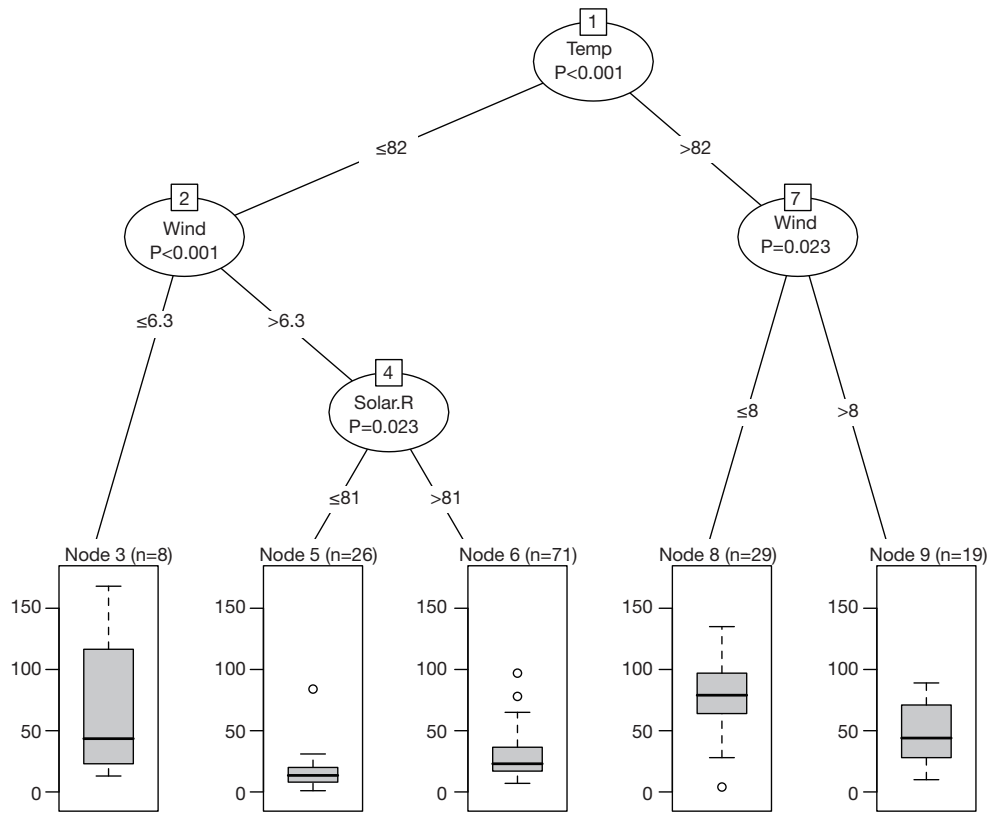 1
Temp
P<0.001
≤82
>82
2
Wind
P<0.001
7
Wind
P=0.023
≤6.3
>6.3
4
Solar.R
P=0.023
≤8
>8
≤81
>81
Node 3 (n=8)
Node 5 (n=26)
Node 6 (n=71)
Node 8 (n=29)
Node 9 (n=19)
150
100
50
0
150
100
50
0
150
100
50
0
150
100
50
0
150
100
50
0